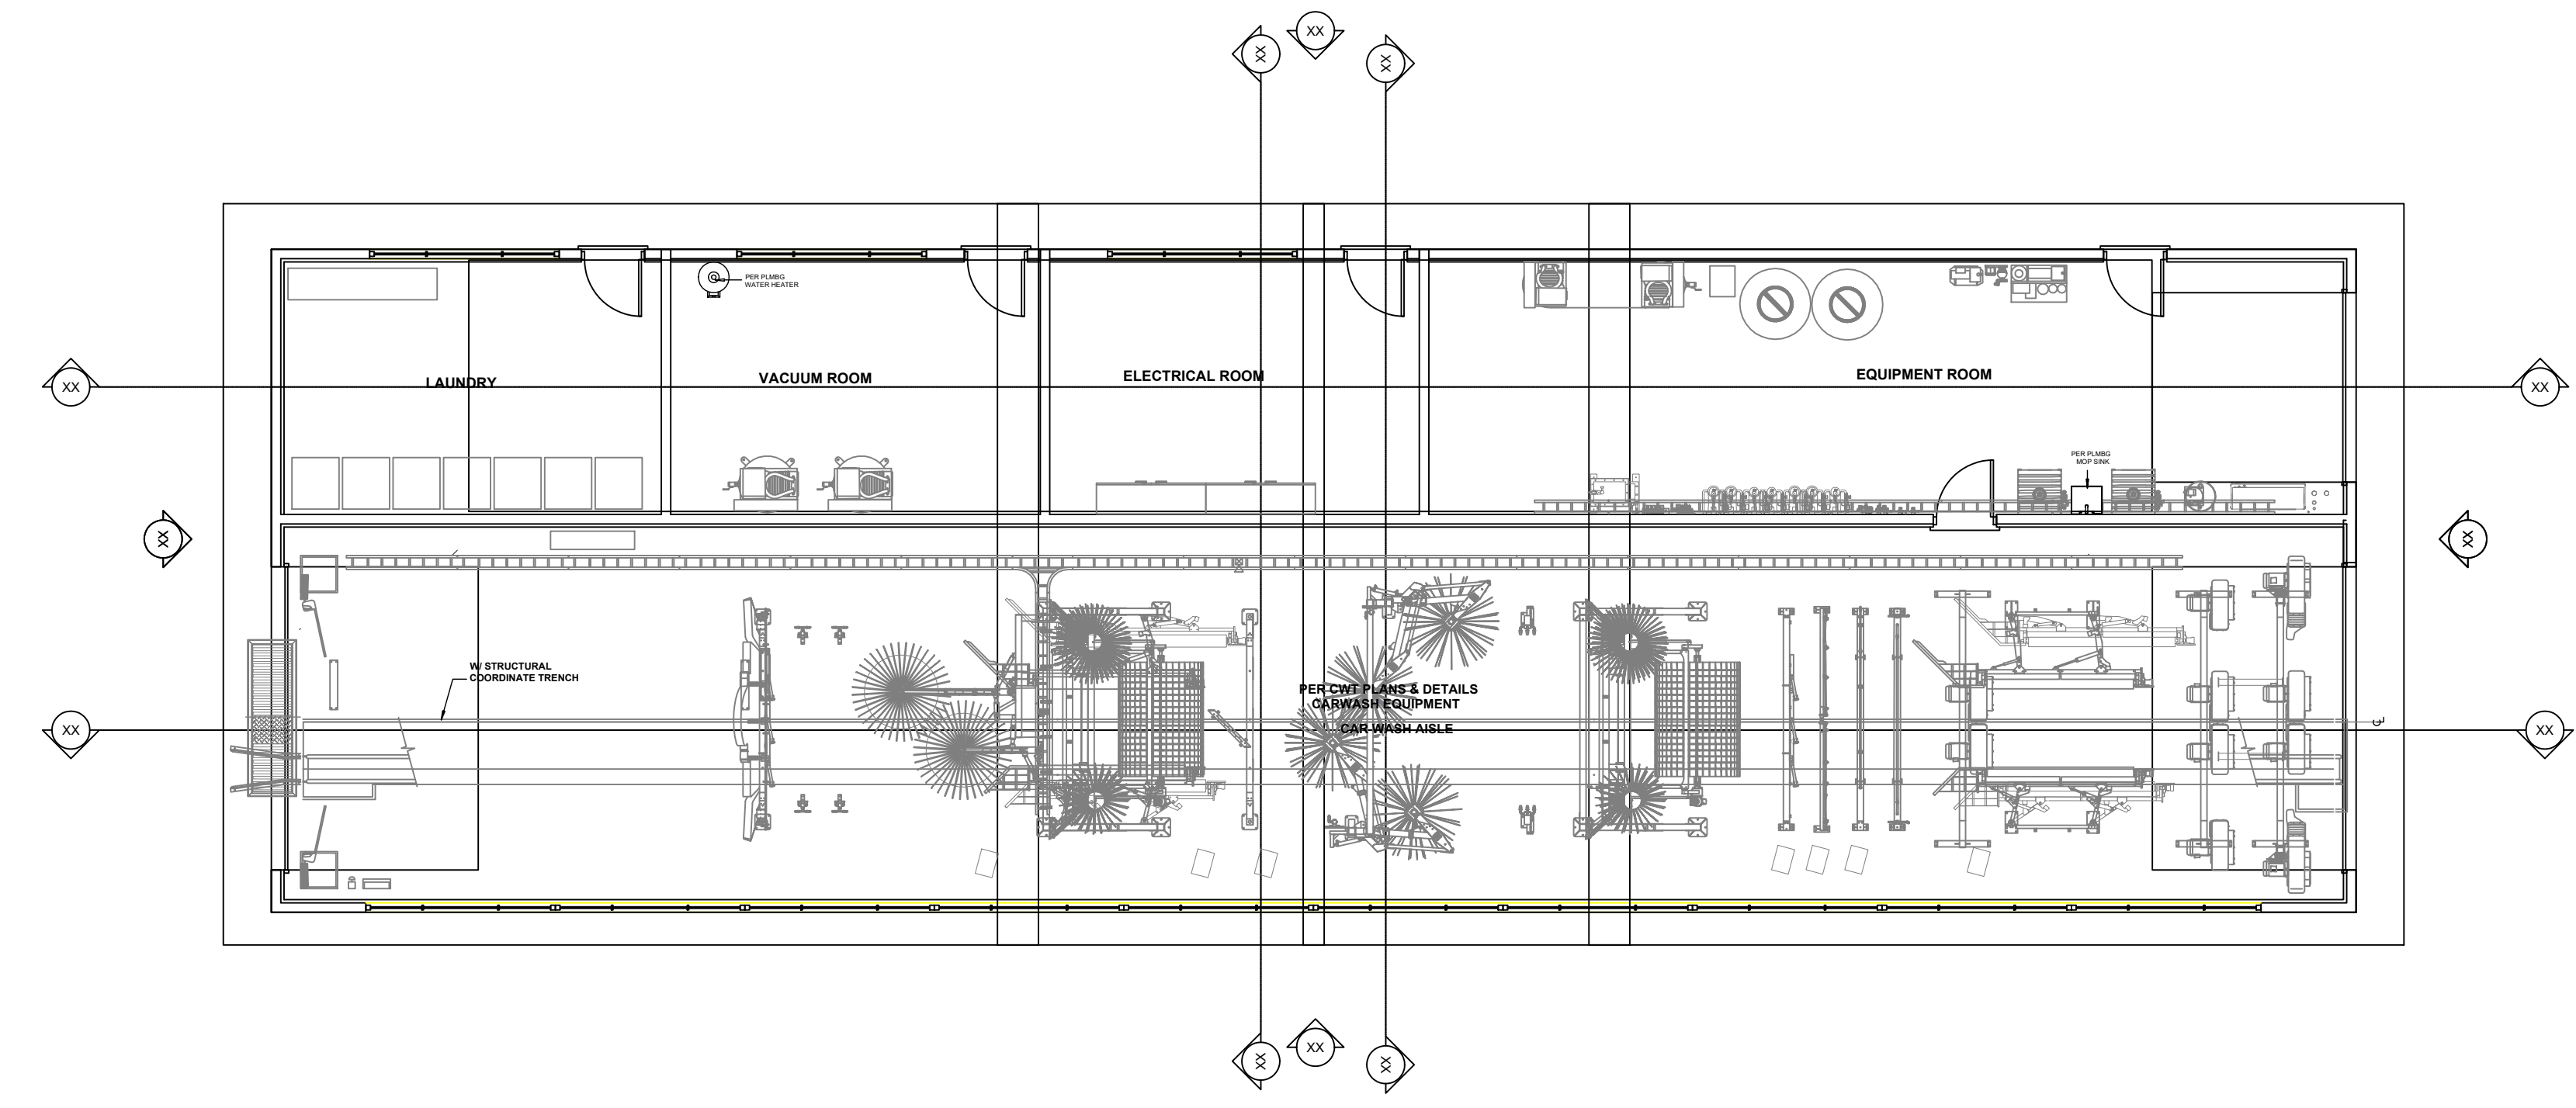 XX
XX
XX
PER PLMBG
WATER HEATER
LAUNDRY
VACUUM ROOM
ELECTRICAL ROOM
EQUIPMENT ROOM
XX
XX
PER PLMBG
MOP SINK
XX
XX
W/ STRUCTURAL
COORDINATE TRENCH
PER CWT PLANS & DETAILS
CARWASH EQUIPMENT
CAR WASH AISLE
XX
XX
XX
XX
XX